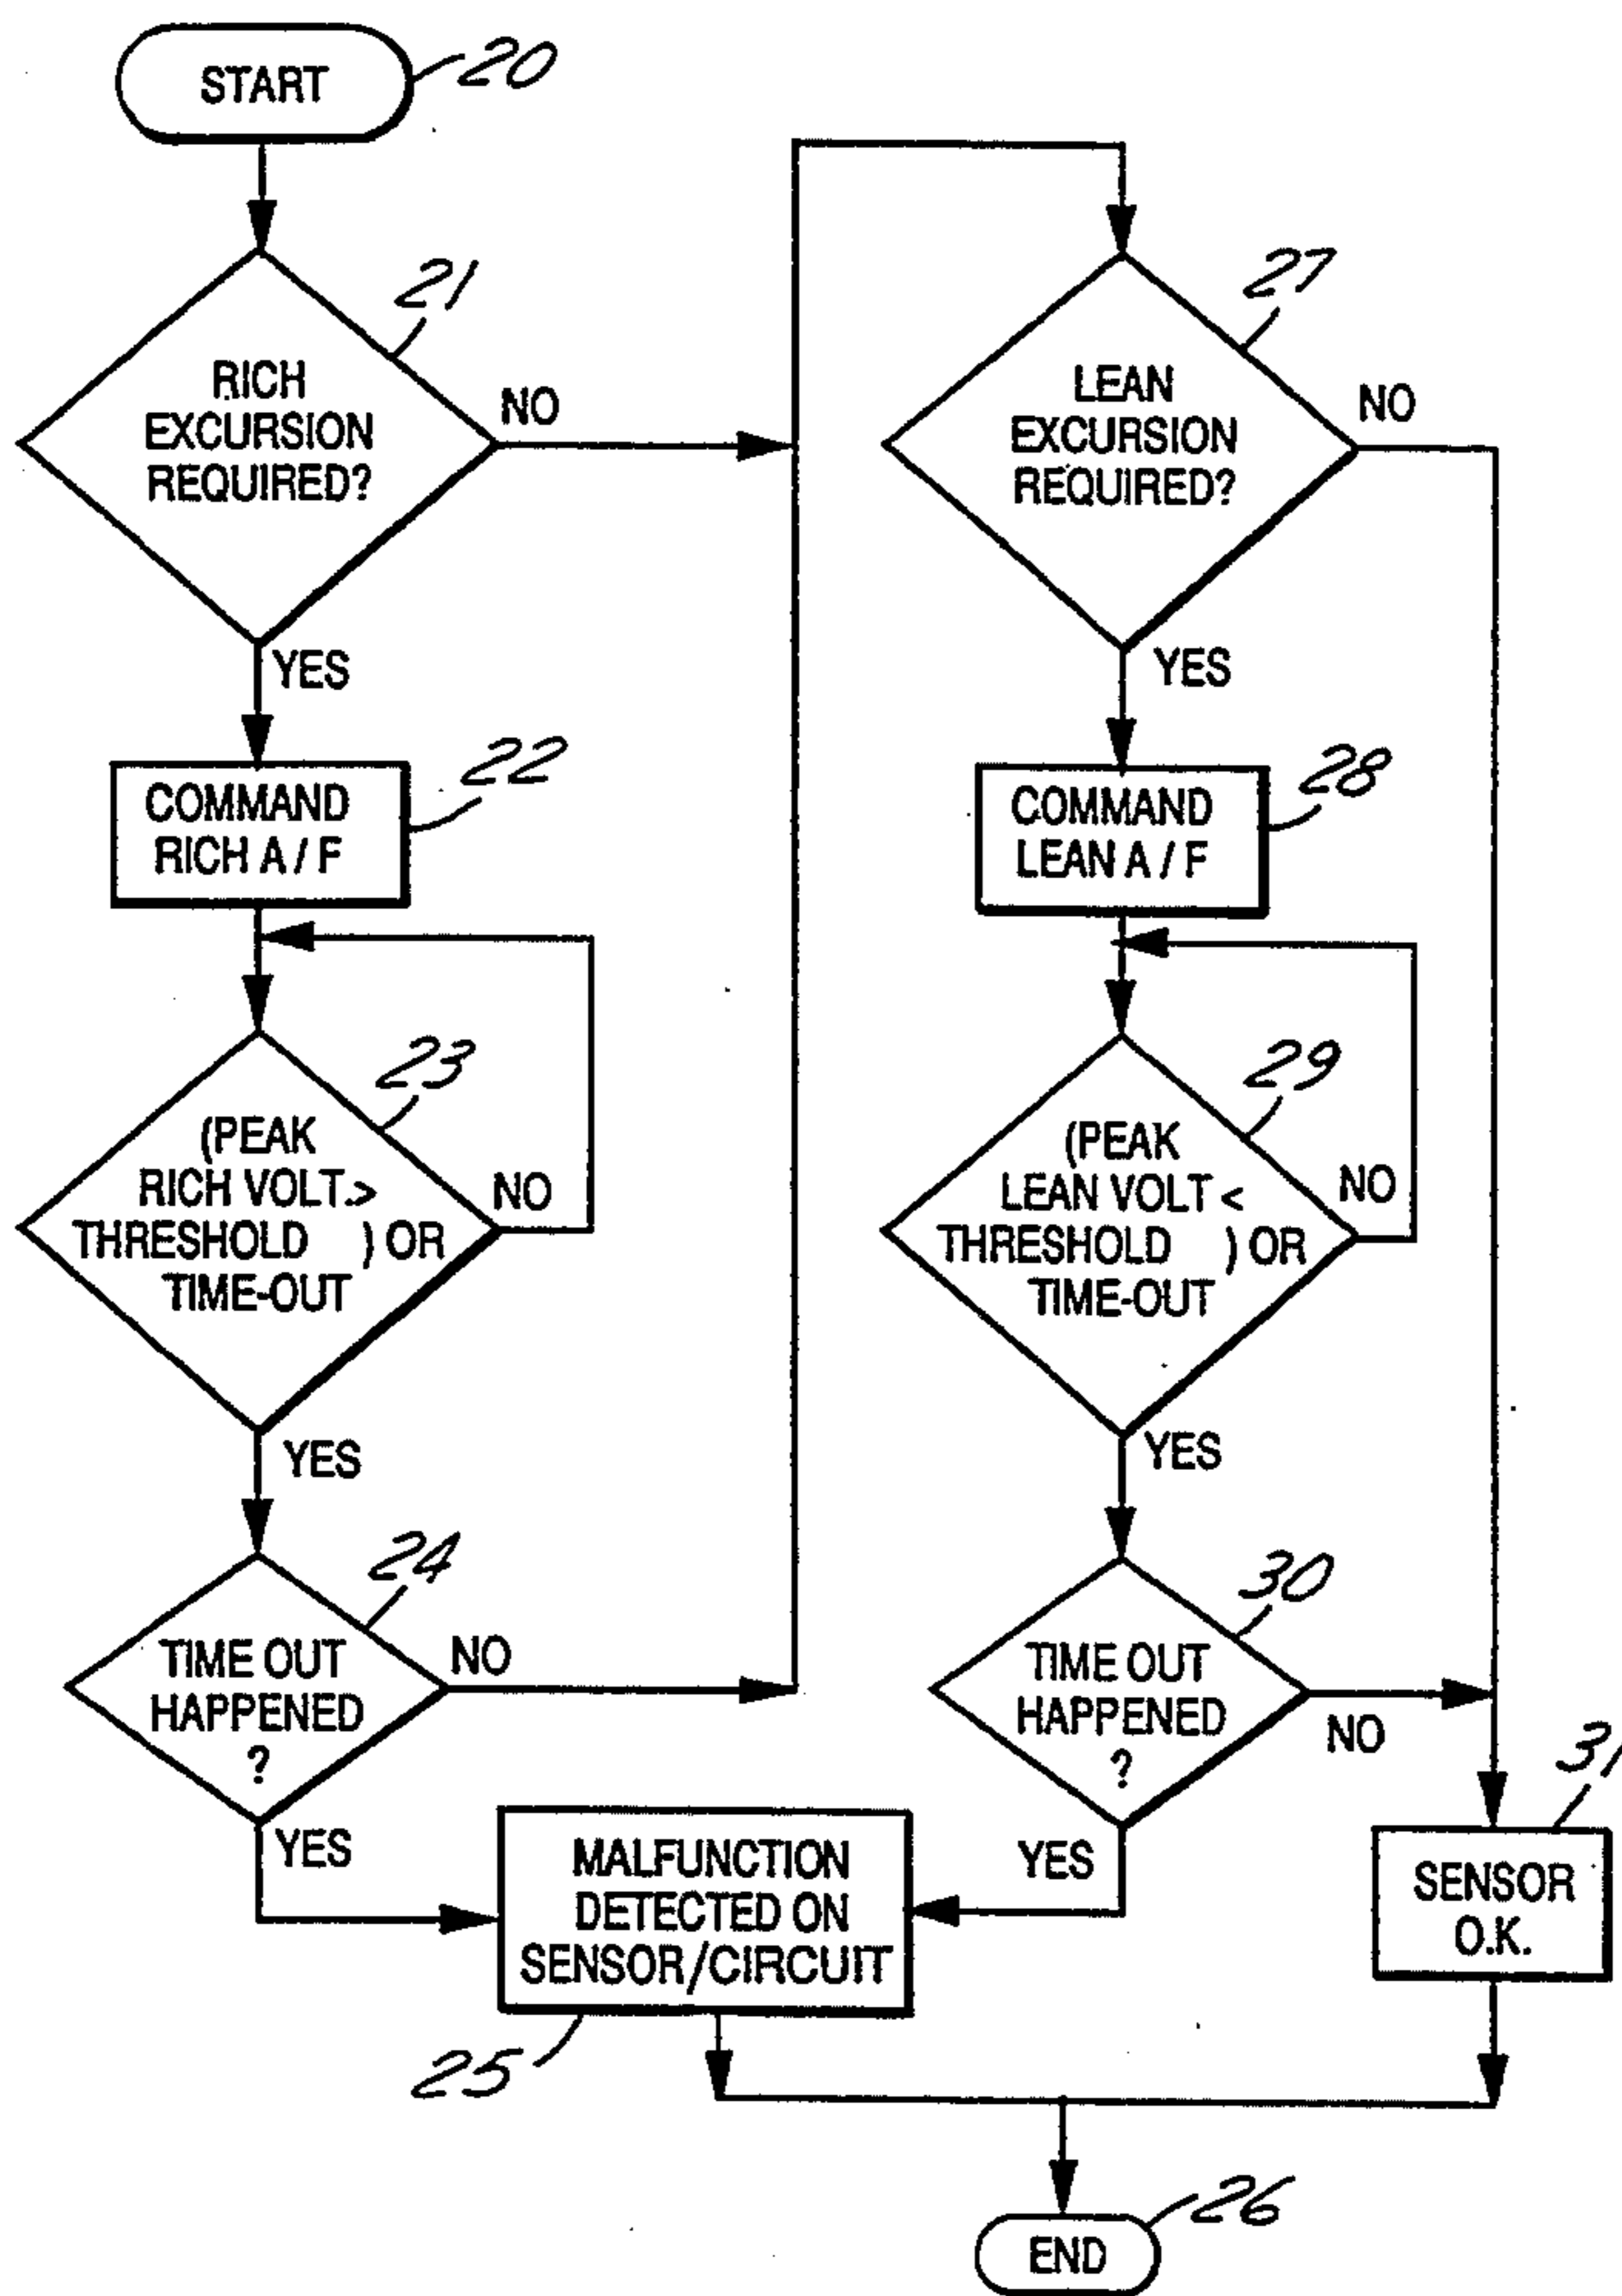 START
20
21
RICH
EXCURSION
REQUIRED?
NO
YES
22
COMMAND
RICH A / F
23
(PEAK
RICH VOLT.>
THRESHOLD ) OR
TIME-OUT
NO
YES
24
TIME OUT
HAPPENED
?
NO
YES
MALFUNCTION
DETECTED ON
SENSOR/CIRCUIT
25
27
LEAN
EXCURSION
REQUIRED?
NO
YES
28
COMMAND
LEAN A / F
29
(PEAK
LEAN VOLT <
THRESHOLD ) OR
TIME-OUT
NO
YES
30
TIME OUT
HAPPENED
?
NO
YES
31
SENSOR
O.K.
26
END